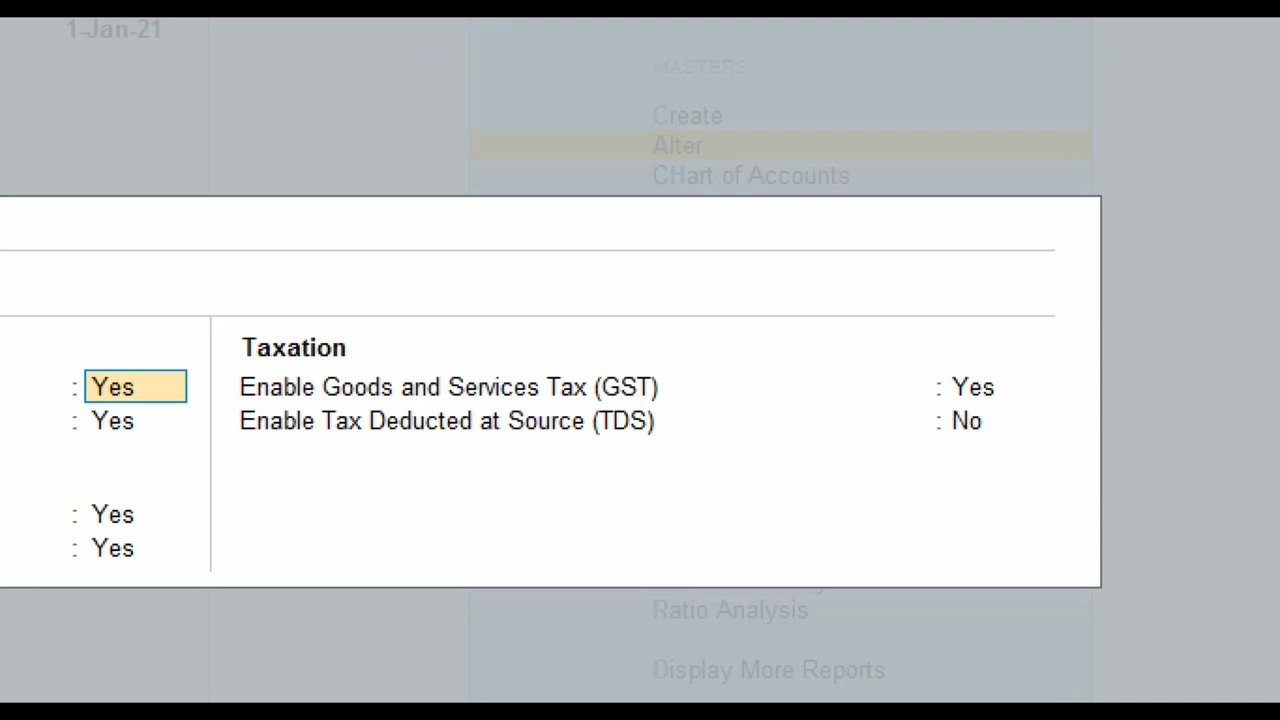 1-Jan-21
MASTERS
Create
Alter
CHart of Accounts
Taxation
: Yes Enable Goods and Services Tax (GST) : Yes
: Yes Enable Tax Deducted at Source (TDS) : No
: Yes
: Yes
Ratio Analysis
Display More Reports